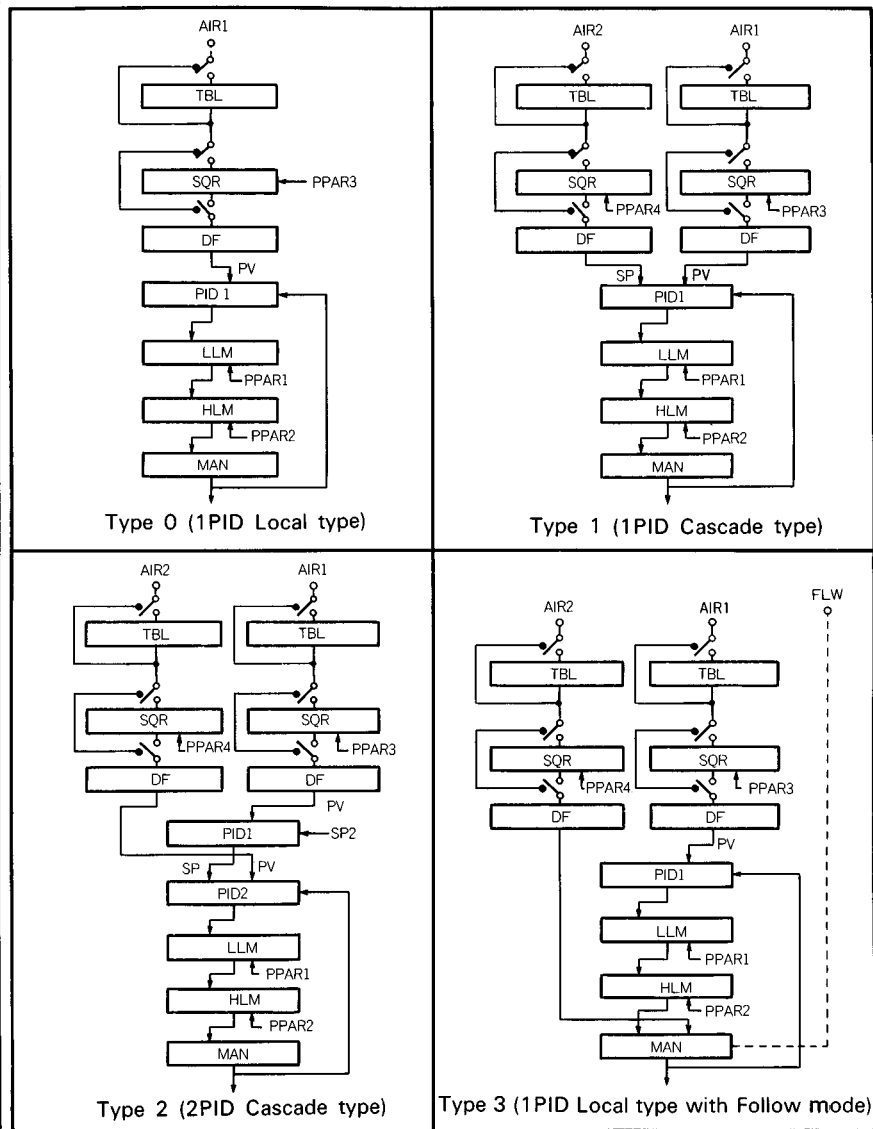 AIR1
TBL
SQR
PPAR3
DF
PV
PID 1
LLM
PPAR1
HLM
PPAR2
MAN
Type 0 (1PID Local type)
AIR2 AIR1
TBL TBL
SQR SQR
PPAR4 PPAR3
DF DF
SP PV
PID1
LLM
PPAR1
HLM
PPAR2
MAN
Type 1 (1PID Cascade type)
AIR2 AIR1
TBL TBL
SQR SQR
PPAR4 PPAR3
DF DF
PV
PID1 SP2
SP PV
PID2
LLM
PPAR1
HLM
PPAR2
MAN
Type 2 (2PID Cascade type)
FLW
AIR2 AIR1
TBL TBL
SQR SQR
PPAR4 PPAR3
DF DF
PV
PID1
LLM
PPAR1
HLM
PPAR2
MAN
Type 3 (1PID Local type with Follow mode)